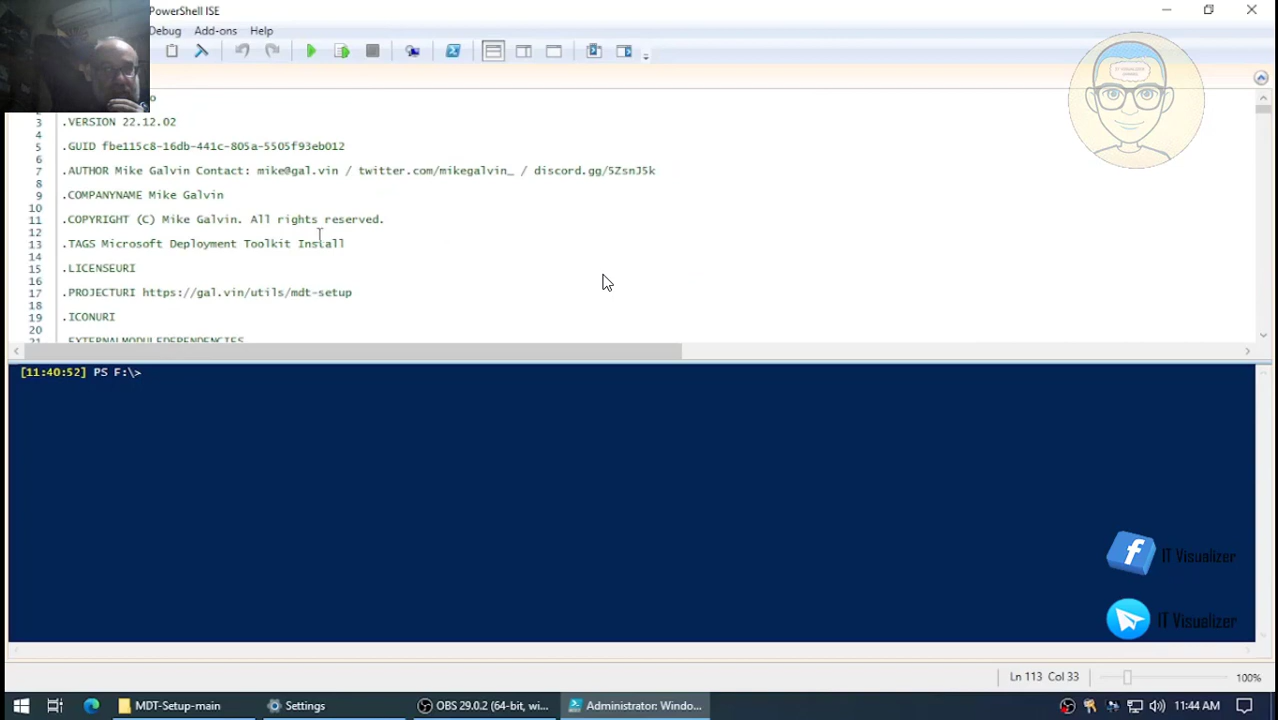 PowerShell ISE
Debug Add-ons Help
IT VISUALIZER
3 .VERSION 22.12.02
4
5 .GUID fbe115c8-16db-441c-805a-5505f93eb012
6
7 .AUTHOR Mike Galvin Contact: mike@gal.vin / twitter.com/mikegalvin_ / discord.gg/5ZsnJ5k
8
9 .COMPANYNAME Mike Galvin
10
11 .COPYRIGHT (C) Mike Galvin. All rights reserved.
12
13 .TAGS Microsoft Deployment Toolkit Install
14
15 .LICENSEURI
16
17 .PROJECTURI https://gal.vin/utils/mdt-setup
18
19 .ICONURI
20
21 .EXTERNALMODULEDEPENDENCIES
[11:40:52] PS F:\>
IT Visualizer
IT Visualizer
Ln 113 Col 33 100%
MDT-Setup-main Settings OBS 29.0.2 (64-bit, wi... Administrator: Windo... 11:44 AM